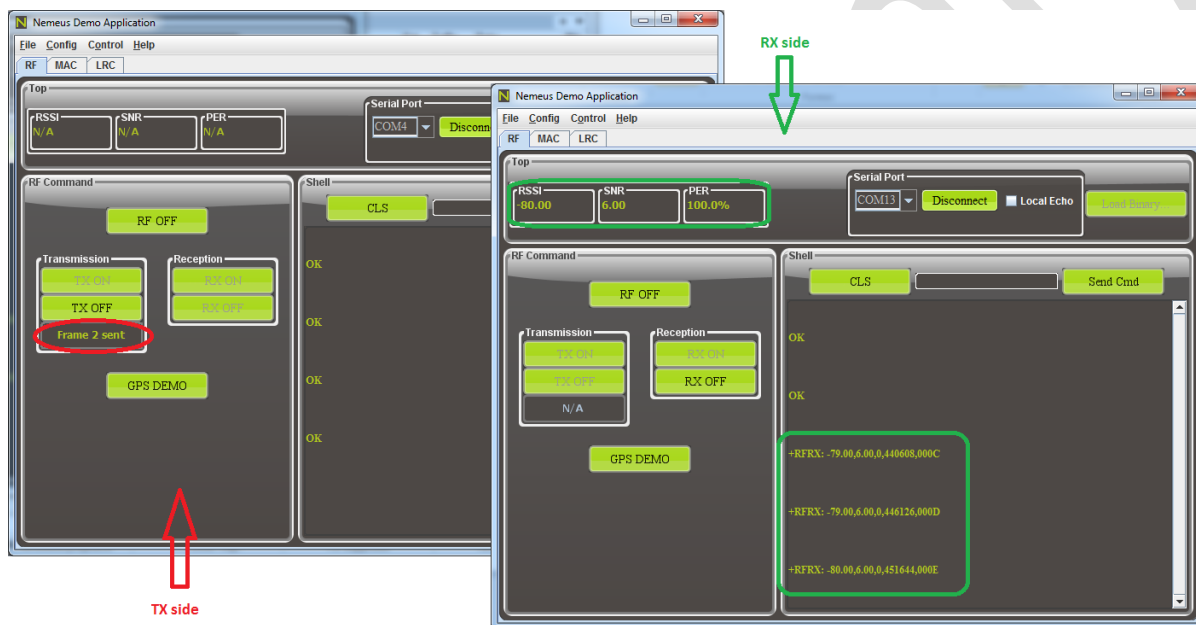 Nemeus Demo Application
File Config Control Help
RF MAC LRC
Top
RSSI SNR PER
N/A N/A N/A
Serial Port
COM4 Disconn
RF Command
RF OFF
Transmission Reception
TX ON RX ON
TX OFF RX OFF
Frame 2 sent
GPS DEMO
Shell
CLS
OK
OK
OK
OK
TX side
RX side
Nemeus Demo Application
File Config Control Help
RF MAC LRC
Top
RSSI SNR PER
-80.00 6.00 100.0%
Serial Port
COM13 Disconnect Local Echo Load Binary...
RF Command
RF OFF
Transmission Reception
TX ON RX ON
TX OFF RX OFF
N/A
GPS DEMO
Shell
CLS Send Cmd
OK
OK
+RFRX: -79.00,6.00,0,440608,000C
+RFRX: -79.00,6.00,0,446126,000D
+RFRX: -80.00,6.00,0,451644,000E